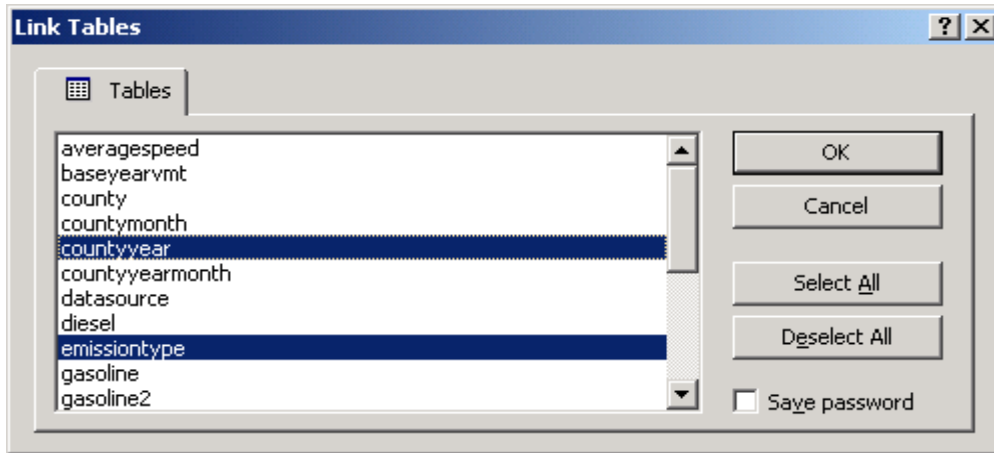 Link Tables
Tables
averagespeed
baseyearvmt
county
countymonth
countyyear
countyyearmonth
datasource
diesel
emissiontype
gasoline
gasoline2
OK
Cancel
Select All
Deselect All
Save password